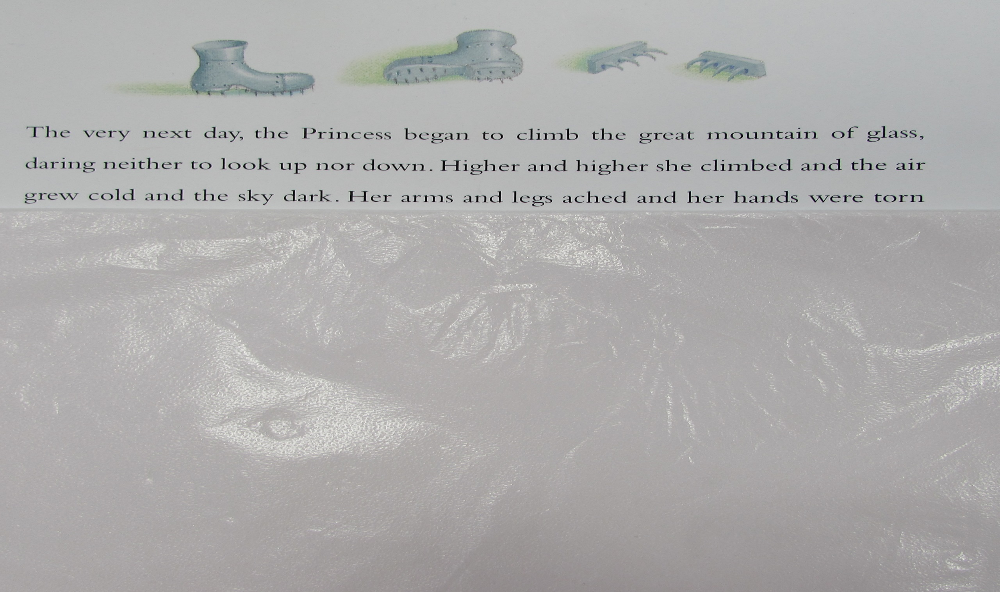 The very next day, the Princess began to climb the great mountain of glass,
daring neither to look up nor down. Higher and higher she climbed and the air
grew cold and the sky dark. Her arms and legs ached and her hands were torn